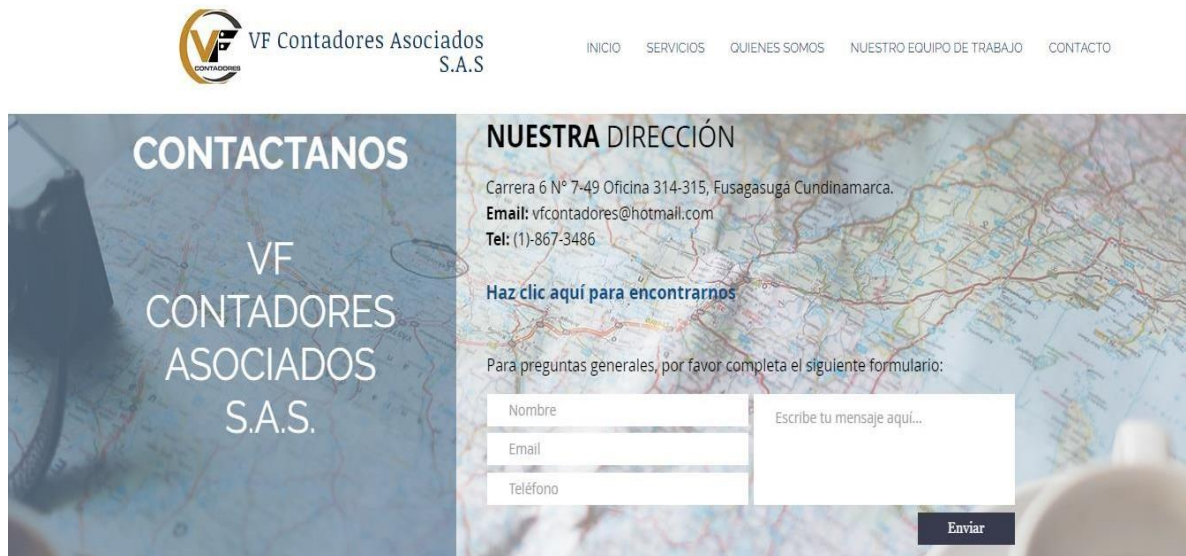 VF
CONTADORES
VF Contadores Asociados
S.A.S
INICIO SERVICIOS QUIENES SOMOS NUESTRO EQUIPO DE TRABAJO CONTACTO
CONTACTANOS
VF
CONTADORES
ASOCIADOS
S.A.S.
NUESTRA DIRECCIÓN
Carrera 6 N° 7-49 Oficina 314-315, Fusagasugá Cundinamarca.
Email: vfcontadores@hotmail.com
Tel: (1)-867-3486
Haz clic aquí para encontrarnos
Para preguntas generales, por favor completa el siguiente formulario:
Nombre
Email
Teléfono
Escribe tu mensaje aquí...
Enviar